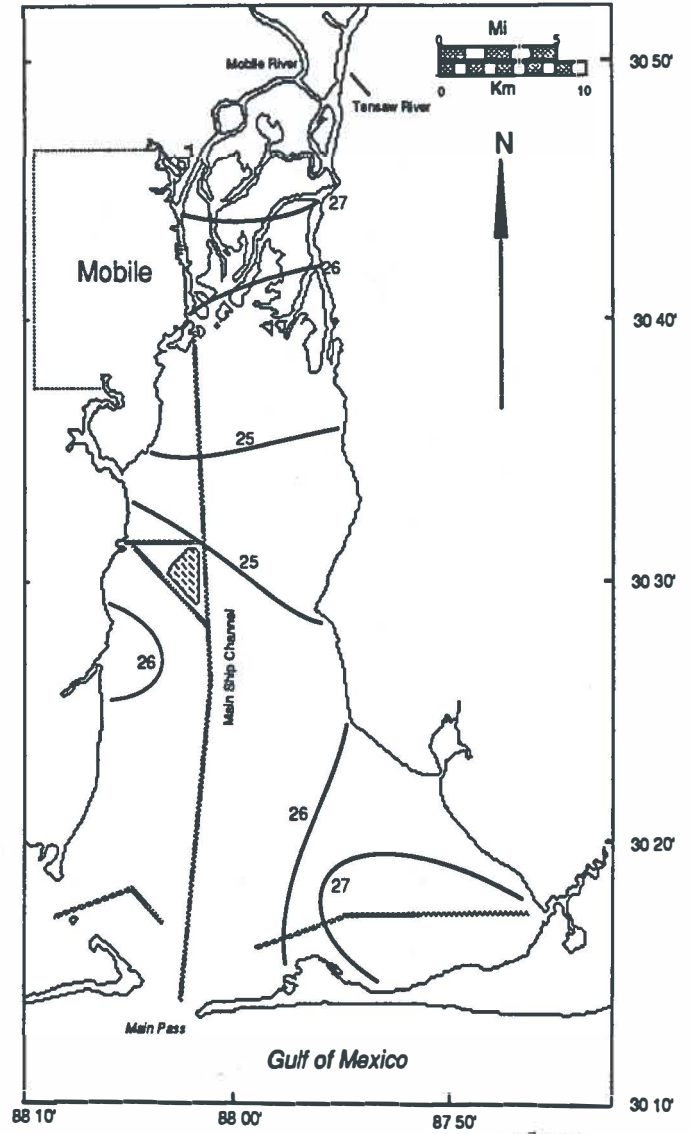 Mi
0 5
0 10
Km
30 50'
Mobile River
Tensaw River
N
27
26
Mobile
30 40'
25
25
30 30'
26
Main Ship Channel
26
30 20'
27
Main Pass
Gulf of Mexico
30 10'
88 10' 88 00' 87 50'